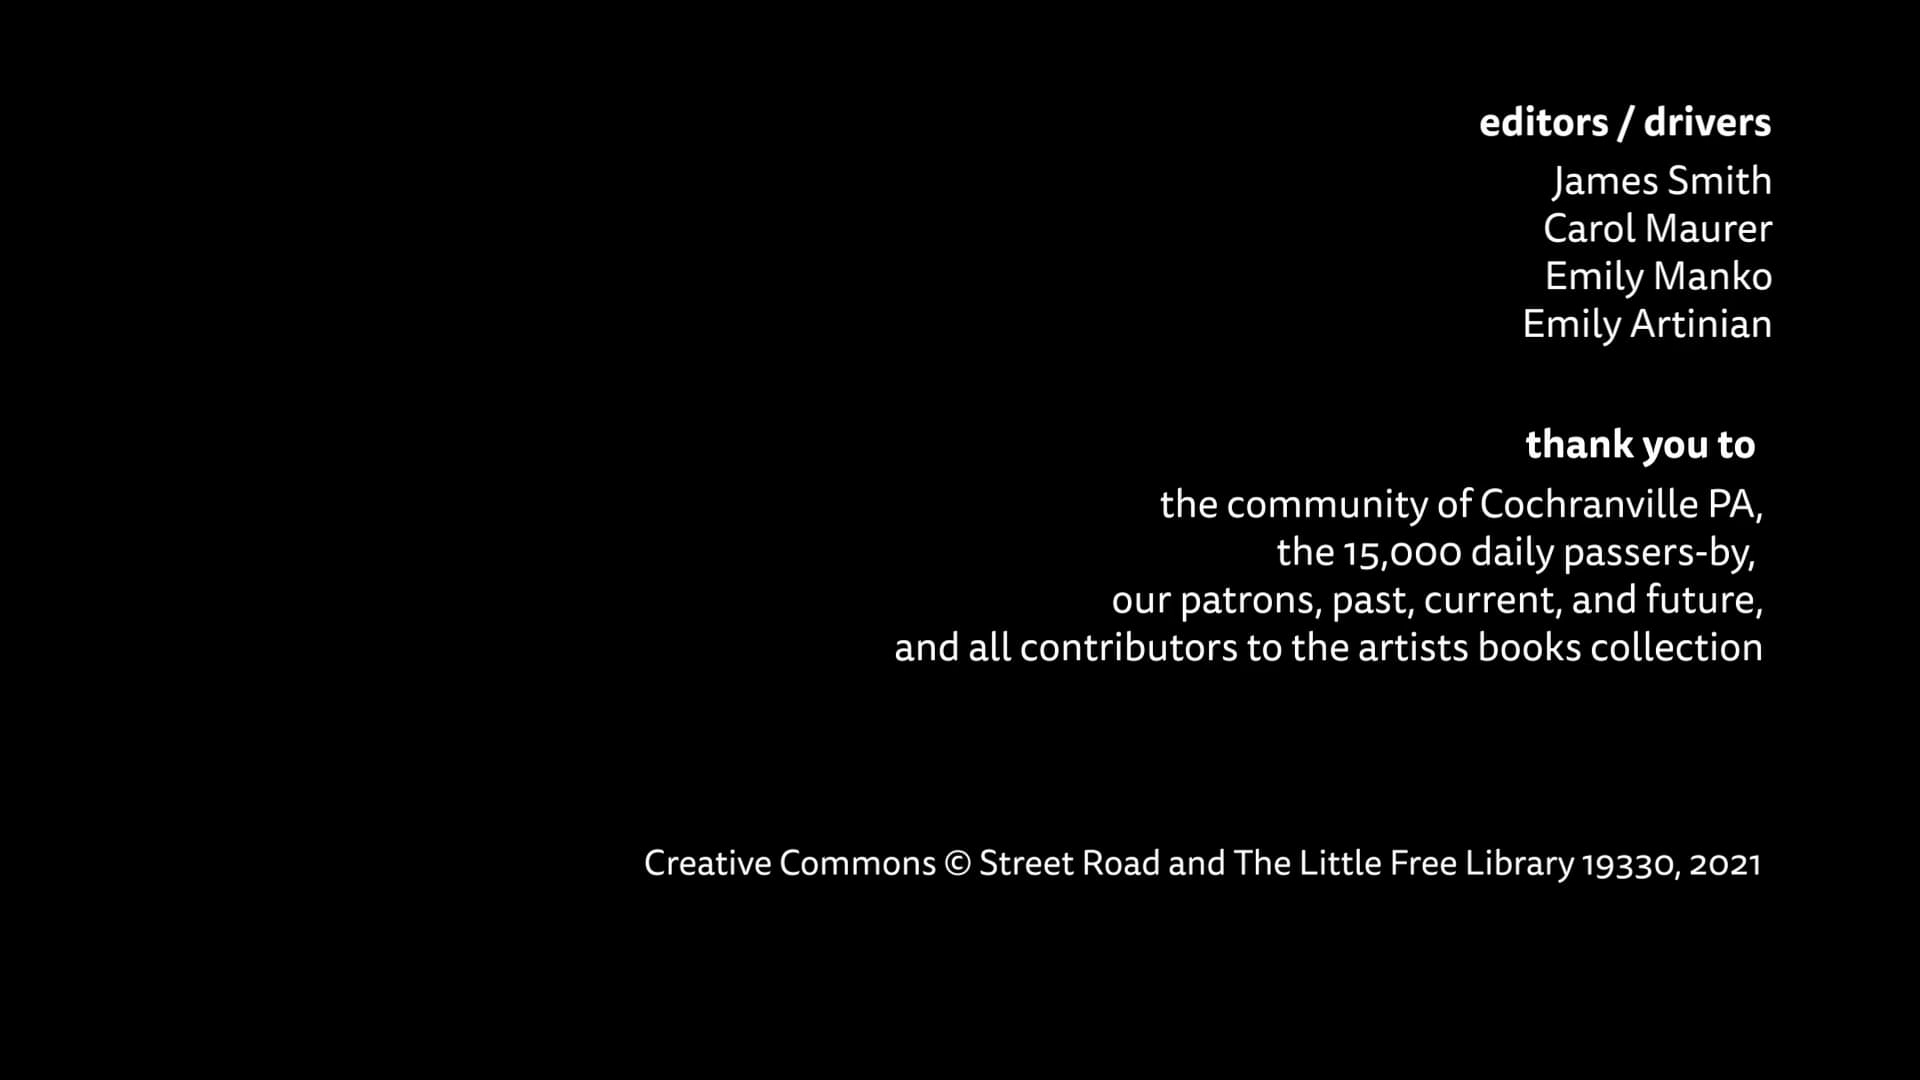 editors / drivers
James Smith
Carol Maurer
Emily Manko
Emily Artinian
thank you to
the community of Cochranville PA,
the 15,000 daily passers-by,
our patrons, past, current, and future,
and all contributors to the artists books collection
Creative Commons © Street Road and The Little Free Library 19330, 2021